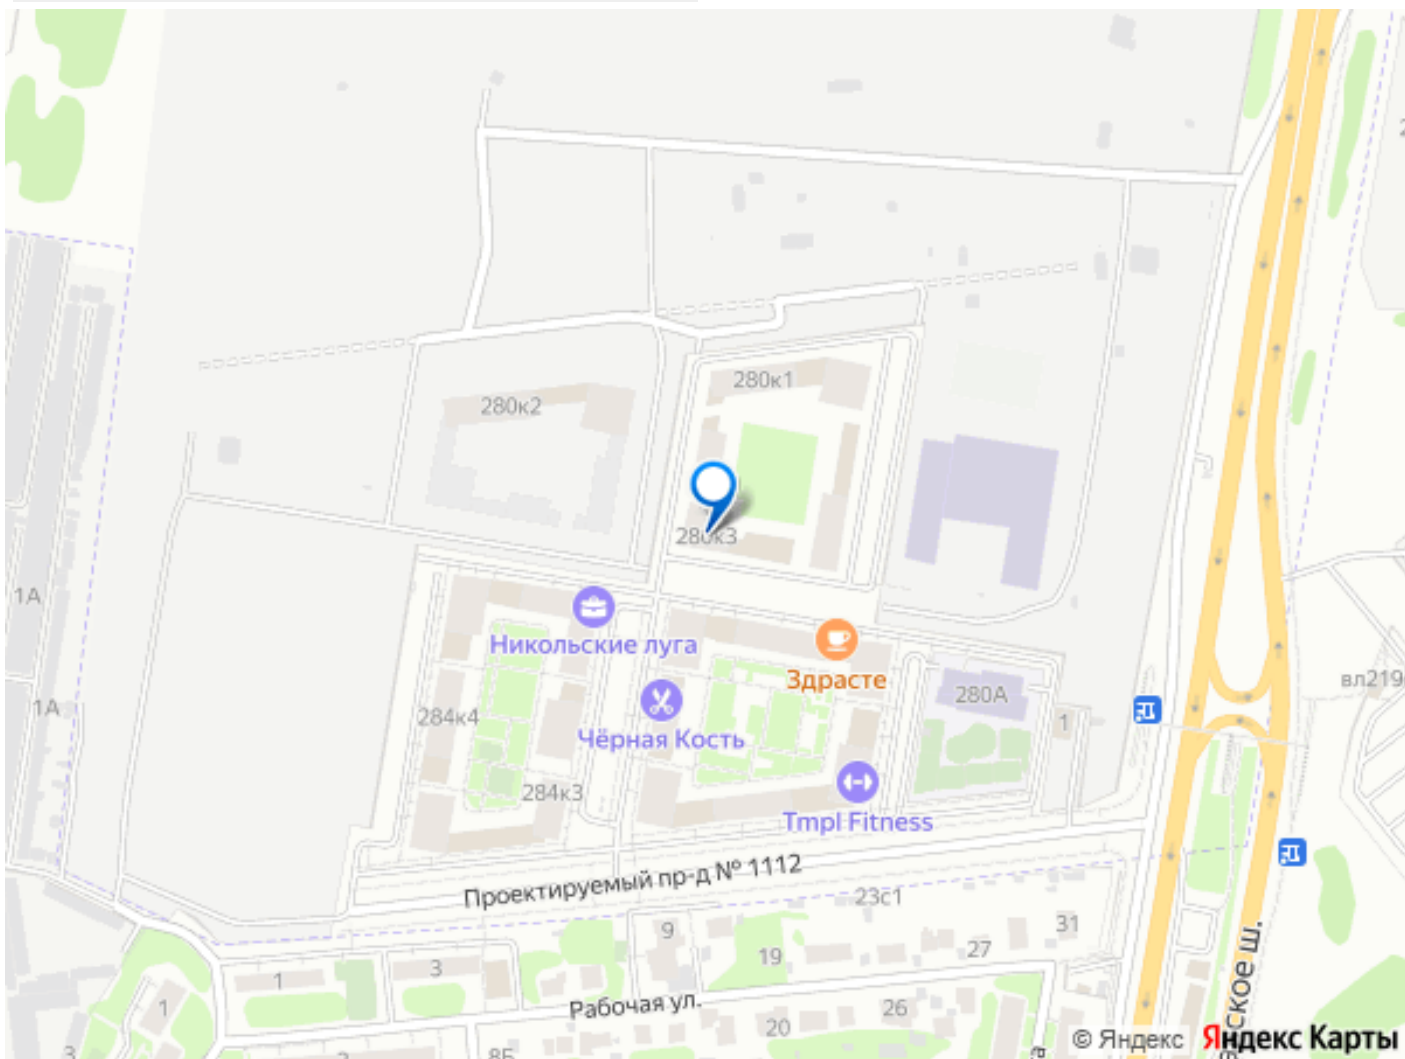 280к1
280к2
280к3
1А
Никольские луга
Здрасте
280А
вл219
1А
284к4
1
Чёрная Кость
284к3
Tmpl Fitness
Проектируемый пр-д № 1112
23с1
31
9
27
19
1
3
1
Рабочая ул.
26
20
8Б
3
ское ш.
© Яндекс
Яндекс Карты